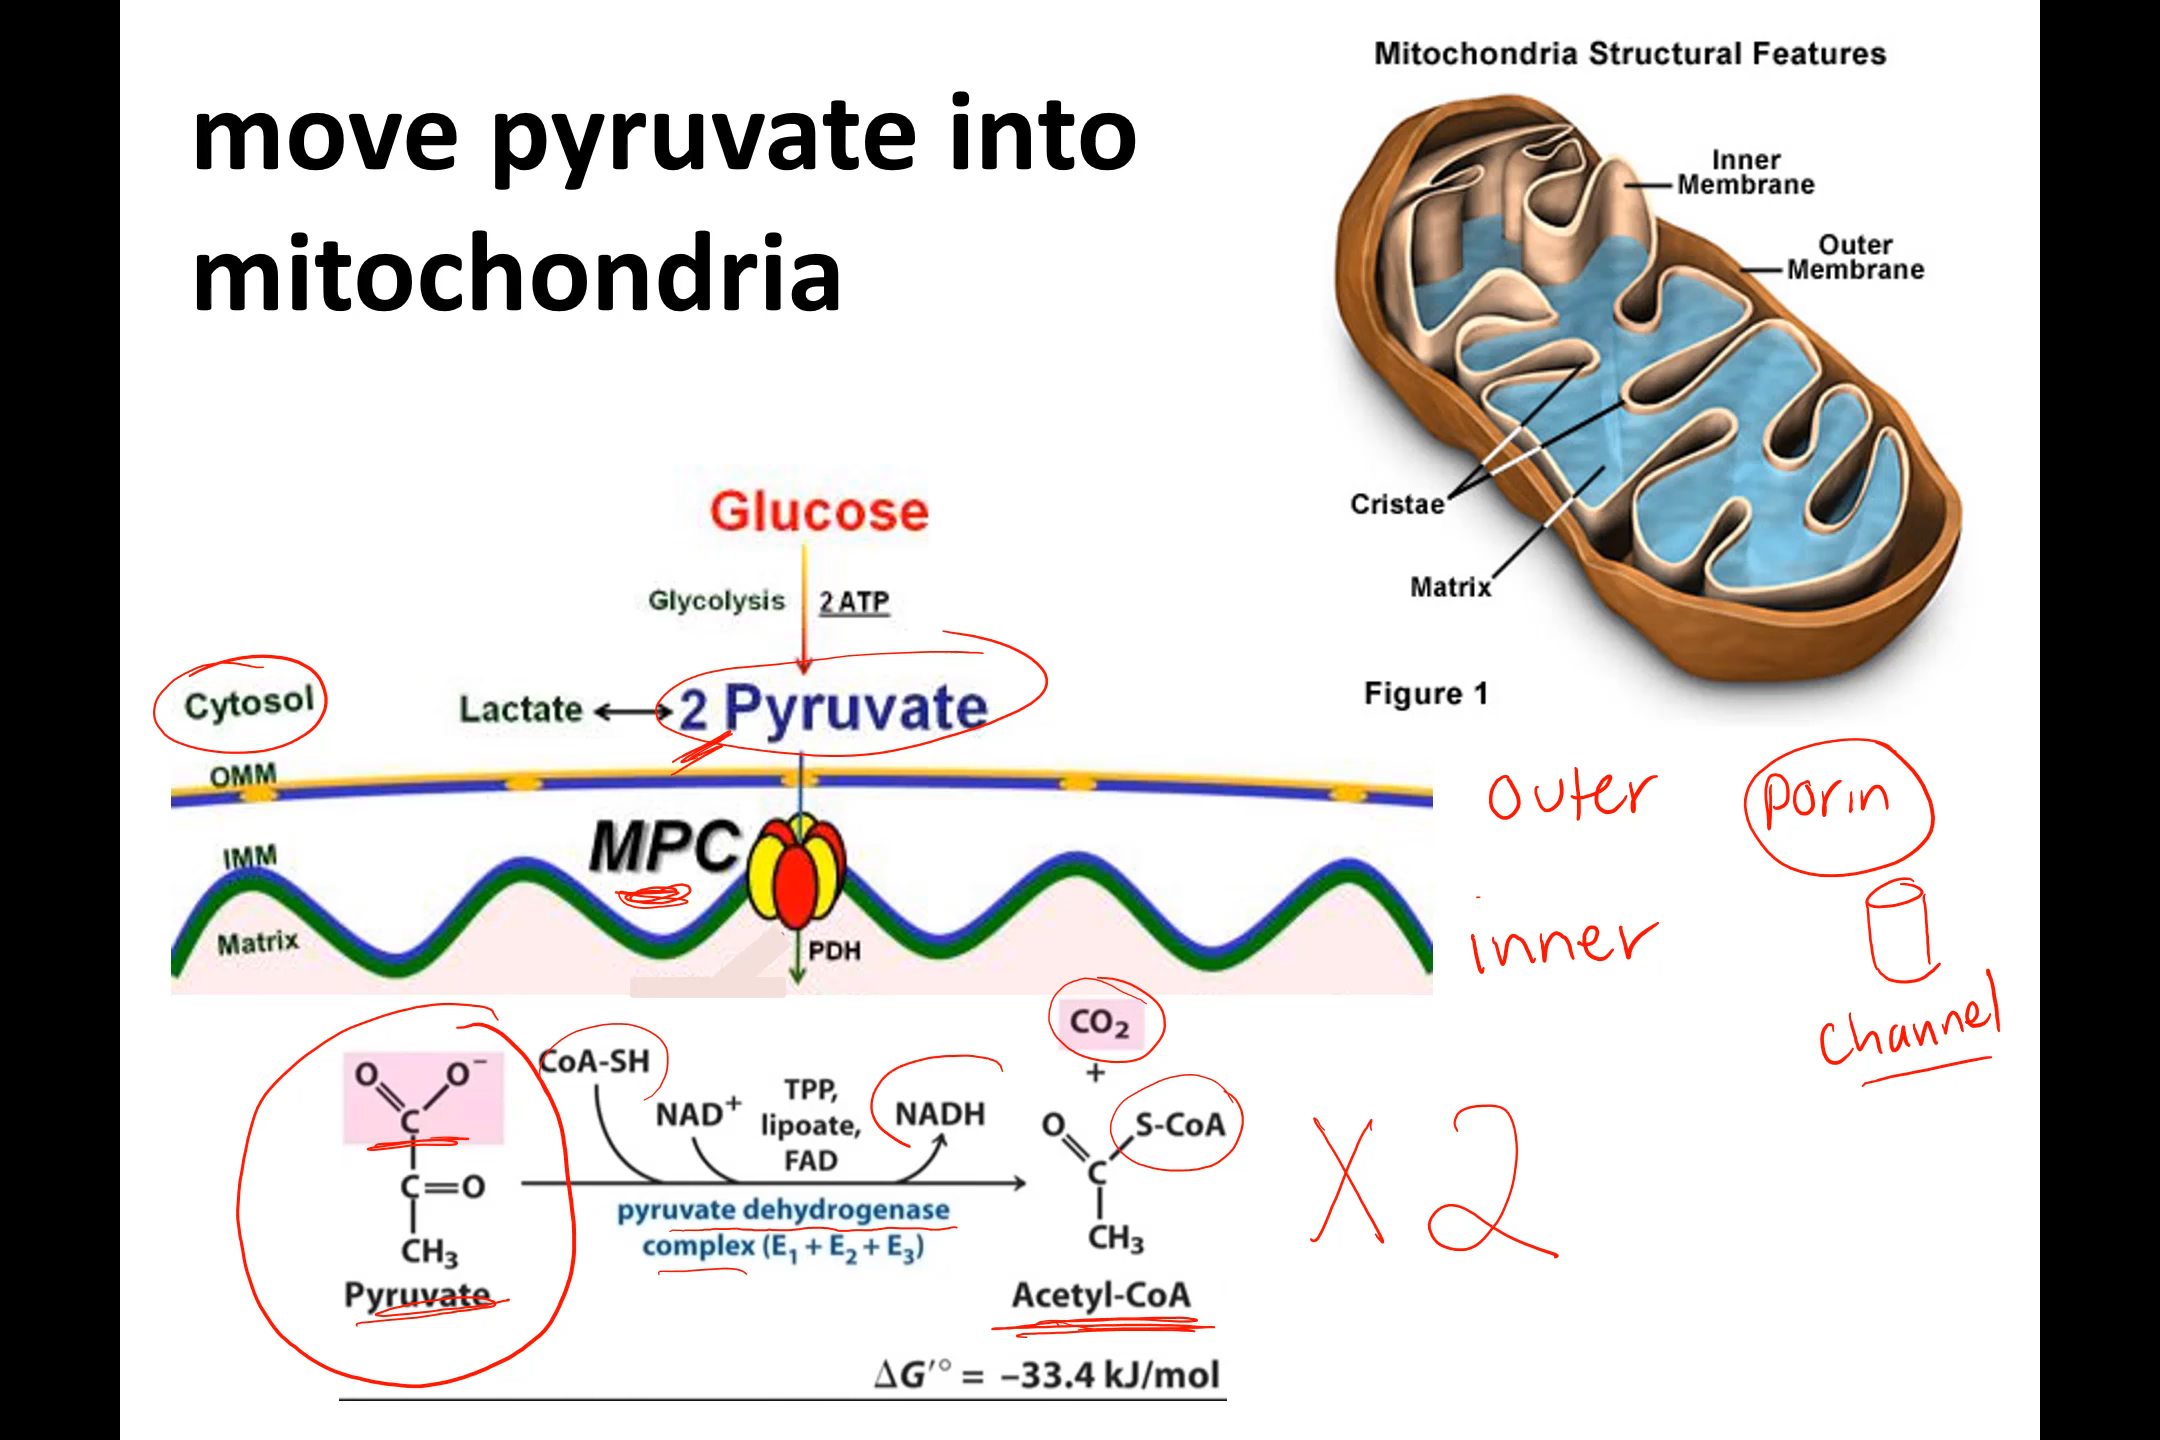 move pyruvate into
mitochondria
Mitochondria Structural Features
Inner
Membrane
Outer
Membrane
Cristae
Matrix
Figure 1
Glucose
Glycolysis 2 ATP
Cytosol
Lactate 2 Pyruvate
OMM
MPC
IMM
Matrix
PDH
outer porin
inner
channel
CO₂
+
O O⁻
C
C=O
CH₃
Pyruvate
CoA-SH
NAD⁺
TPP,
lipoate,
FAD
NADH
pyruvate dehydrogenase
complex (E₁ + E₂ + E₃)
O S-CoA
C
CH₃
Acetyl-CoA
X 2
ΔG′° = –33.4 kJ/mol